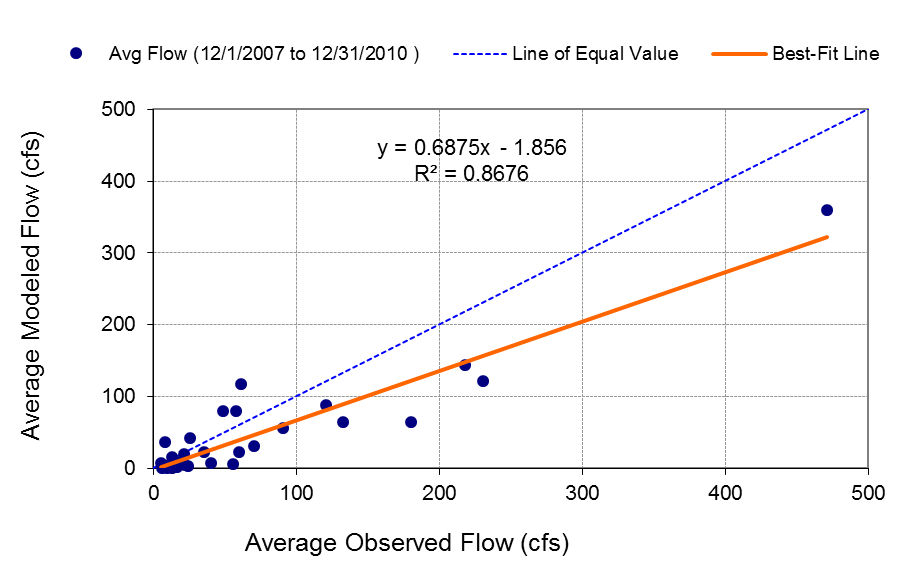 Avg Flow (12/1/2007 to 12/31/2010 ) Line of Equal Value Best-Fit Line
500
y = 0.6875x - 1.856
R² = 0.8676
400
300
200
100
0
0 100 200 300 400 500
Average Modeled Flow (cfs)
Average Observed Flow (cfs)